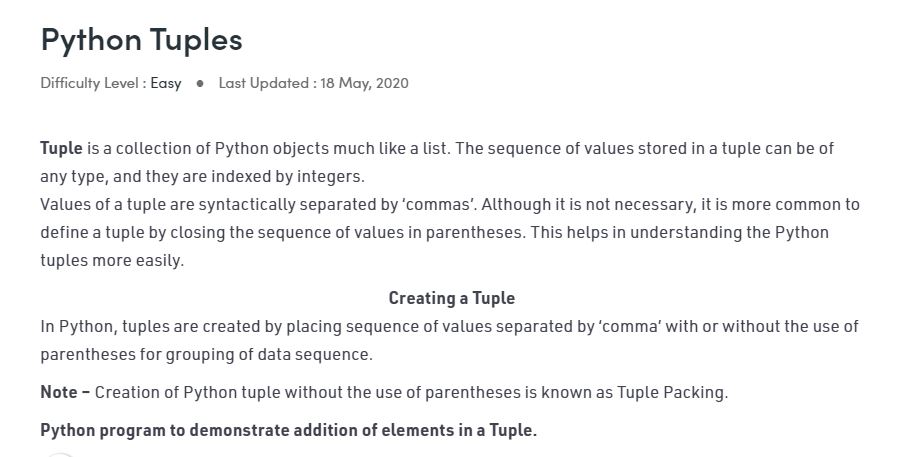 Python Tuples
Difficulty Level : Easy ● Last Updated : 18 May, 2020
Tuple is a collection of Python objects much like a list. The sequence of values stored in a tuple can be of
any type, and they are indexed by integers.
Values of a tuple are syntactically separated by ‘commas’. Although it is not necessary, it is more common to
define a tuple by closing the sequence of values in parentheses. This helps in understanding the Python
tuples more easily.
Creating a Tuple
In Python, tuples are created by placing sequence of values separated by ‘comma’ with or without the use of
parentheses for grouping of data sequence.
Note – Creation of Python tuple without the use of parentheses is known as Tuple Packing.
Python program to demonstrate addition of elements in a Tuple.